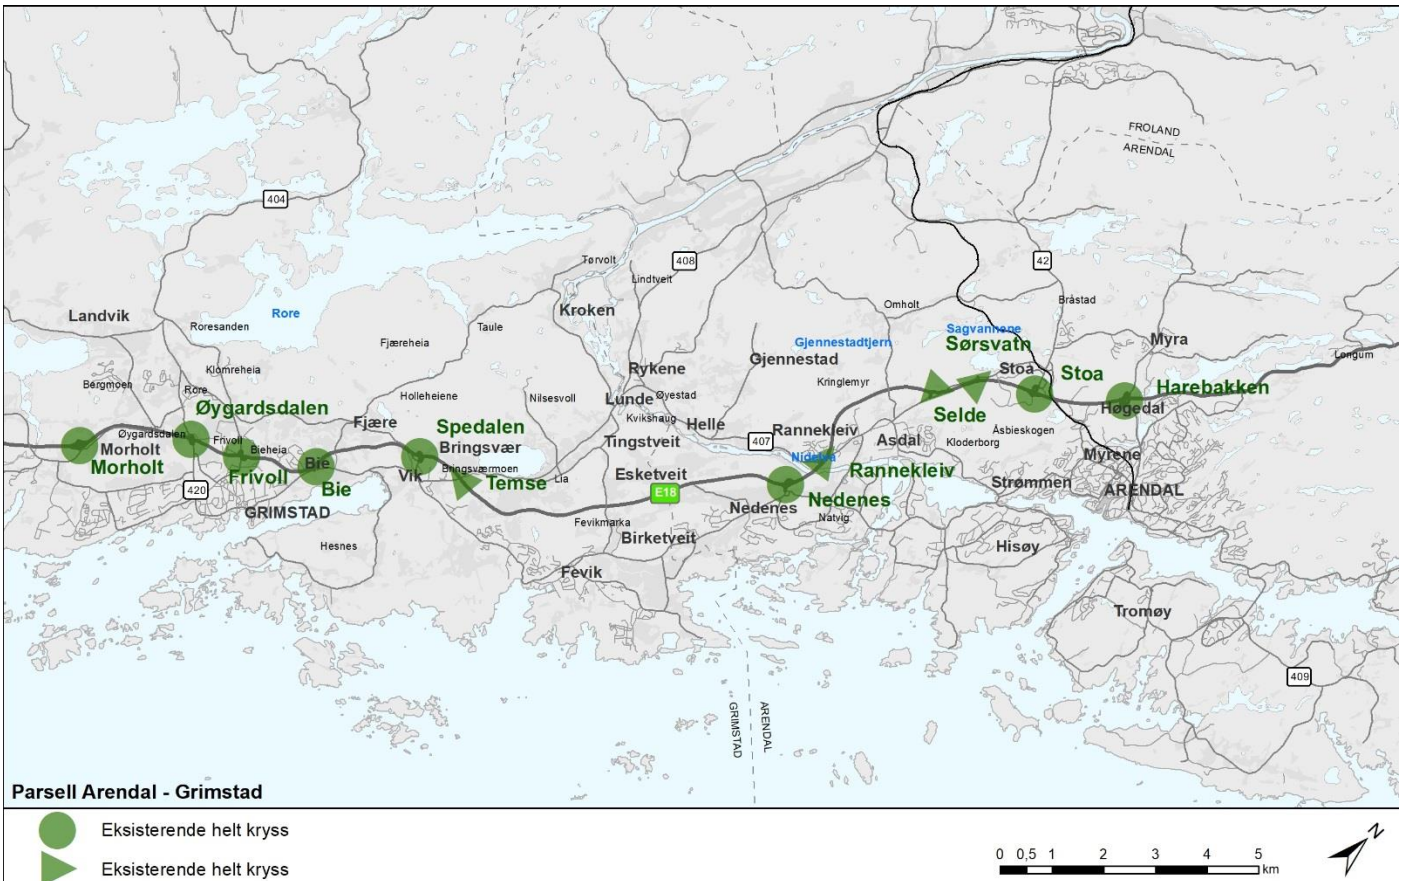 FROLAND
ARENDAL
404
Tørvolt
408
42
Lindtveit
Omholt
Bråstad
Kroken
Landvik
Rore
Roresanden
Taule
Sagvannene
Sørsvatn
Myra
Fjæreheia
Gjennestadtjern
Gjennestad
Longum
Klomreheia
Rykene
Stoa
Stoa
Bergmoen
Rore
Kringlemyr
Harebakken
Holleheiene
Nilsesvoll
Lunde
Øyestad
Øygardsdalen
Selde
Høgedal
Kvikshaug
Fjære
Helle
Spedalen
Rannekleiv
Åsbieskogen
Øygardsdalen
Frivoll
Tingstveit
407
Asdal
Kloderborg
Morholt
Bieheia
Bringsvær
Nidelva
Myrene
Morholt
Bie
Bringsværmoen
Rannekleiv
Frivoll
Vik
Temse
Lia
Esketveit
Strømmen
420
Bie
E18
Nedenes
ARENDAL
GRIMSTAD
Nedenes
Fevikmarka
Natvig
Hesnes
Birketveit
Hisøy
Fevik
Tromøy
409
GRIMSTAD
ARENDAL
Parsell Arendal - Grimstad
Eksisterende helt kryss
Eksisterende helt kryss
0 0,5 1 2 3 4 5
km
N